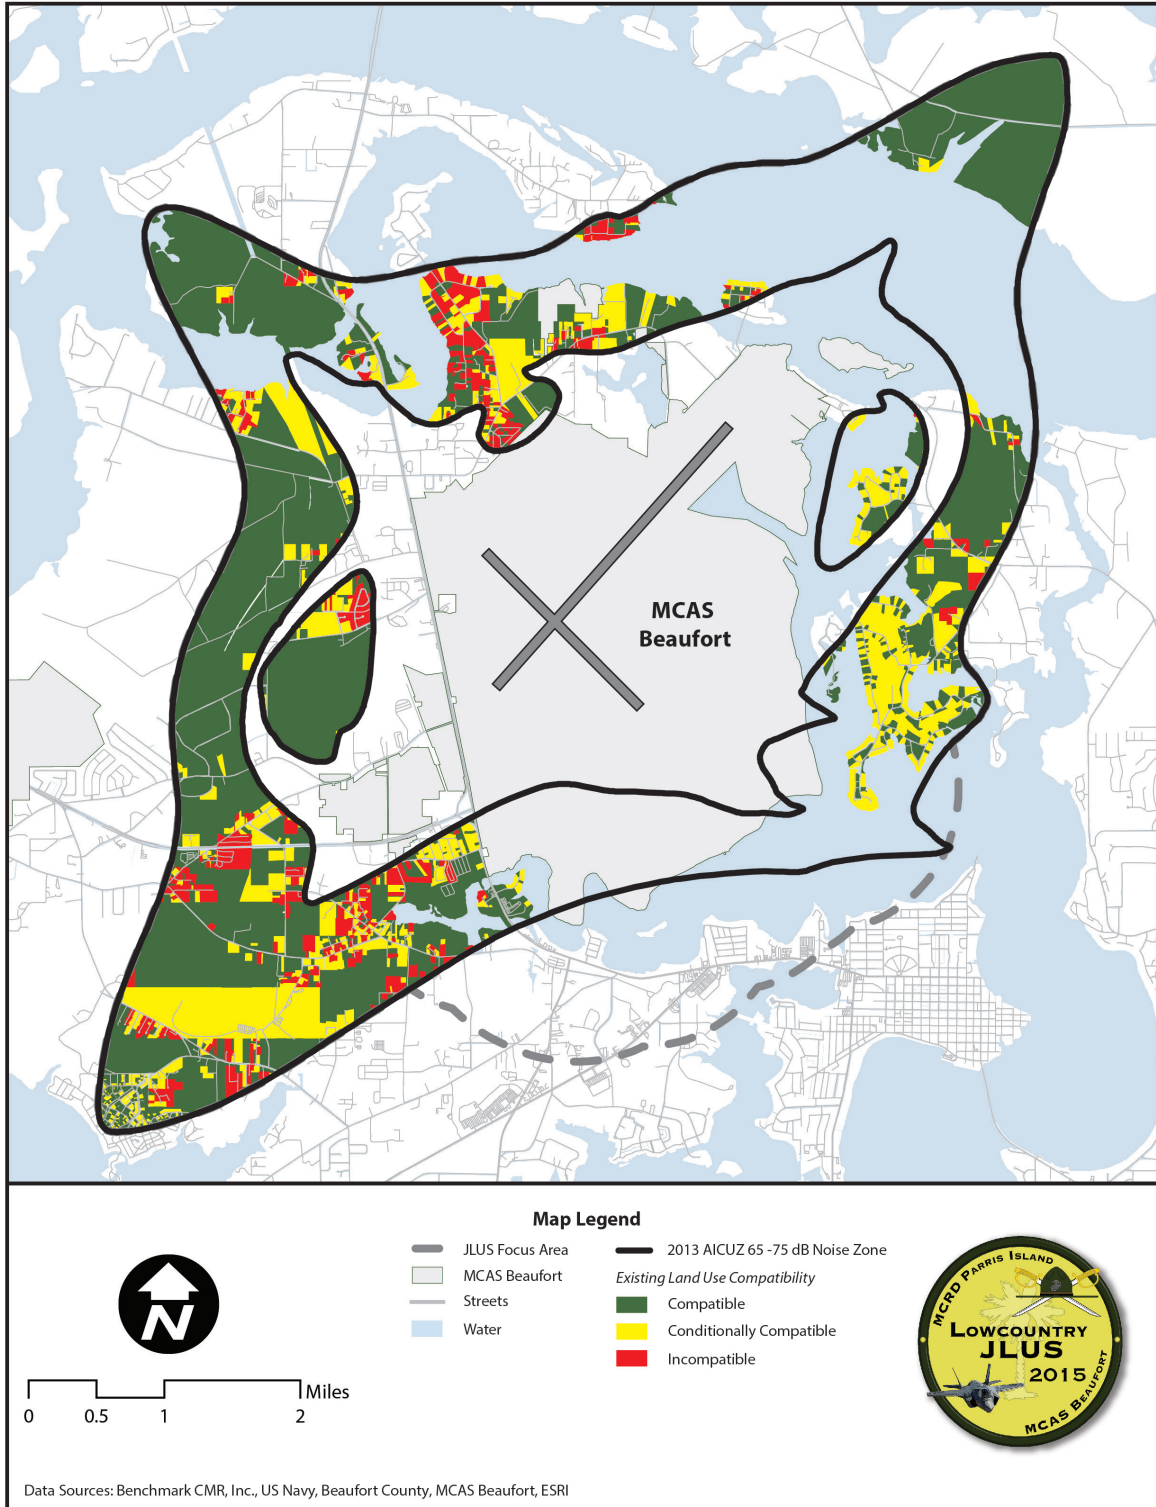 MCAS
Beaufort
Map Legend
JLUS Focus Area
MCAS Beaufort
Streets
Water
2013 AICUZ 65 -75 dB Noise Zone
Existing Land Use Compatibility
Compatible
Conditionally Compatible
Incompatible
N
Miles
0 0.5 1 2
MCRD PARRIS ISLAND
LOWCOUNTRY
JLUS
2015
MCAS BEAUFORT
Data Sources: Benchmark CMR, Inc., US Navy, Beaufort County, MCAS Beaufort, ESRI